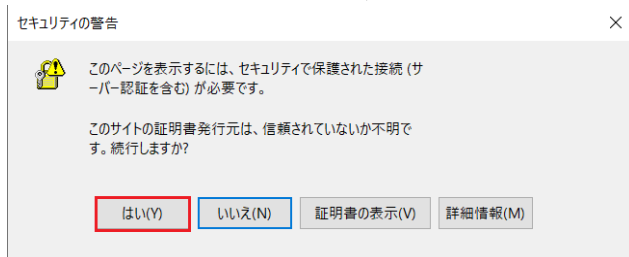 セキュリティの警告
このページを表示するには、セキュリティで保護された接続 (サ
ーバー認証を含む) が必要です。
このサイトの証明書発行元は、信頼されていないか不明で
す。続行しますか?
はい(Y)
いいえ(N)
証明書の表示(V)
詳細情報(M)